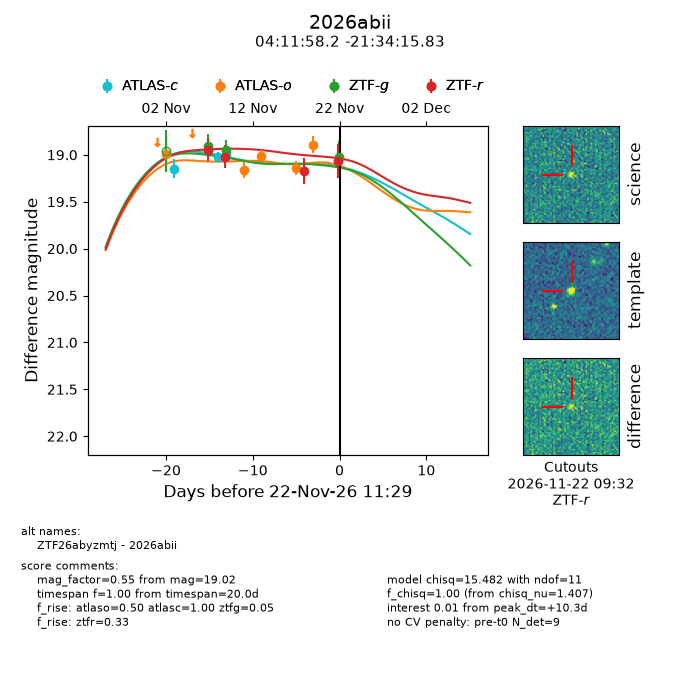 2026abii
04:11:58.2 -21:34:15.83
ATLAS-c
ATLAS-o
ZTF-g
ZTF-r
02 Nov
12 Nov
22 Nov
02 Dec
Difference magnitude
19.0
19.5
20.0
20.5
21.0
21.5
22.0
−20
−10
0
10
Days before 22-Nov-26 11:29
science
template
difference
Cutouts
2026-11-22 09:32
ZTF-r
alt names:
ZTF26abyzmtj - 2026abii
score comments:
mag_factor=0.55 from mag=19.02
timespan f=1.00 from timespan=20.0d
f_rise: atlaso=0.50 atlasc=1.00 ztfg=0.05
f_rise: ztfr=0.33
model chisq=15.482 with ndof=11
f_chisq=1.00 (from chisq_nu=1.407)
interest 0.01 from peak_dt=+10.3d
no CV penalty: pre-t0 N_det=9